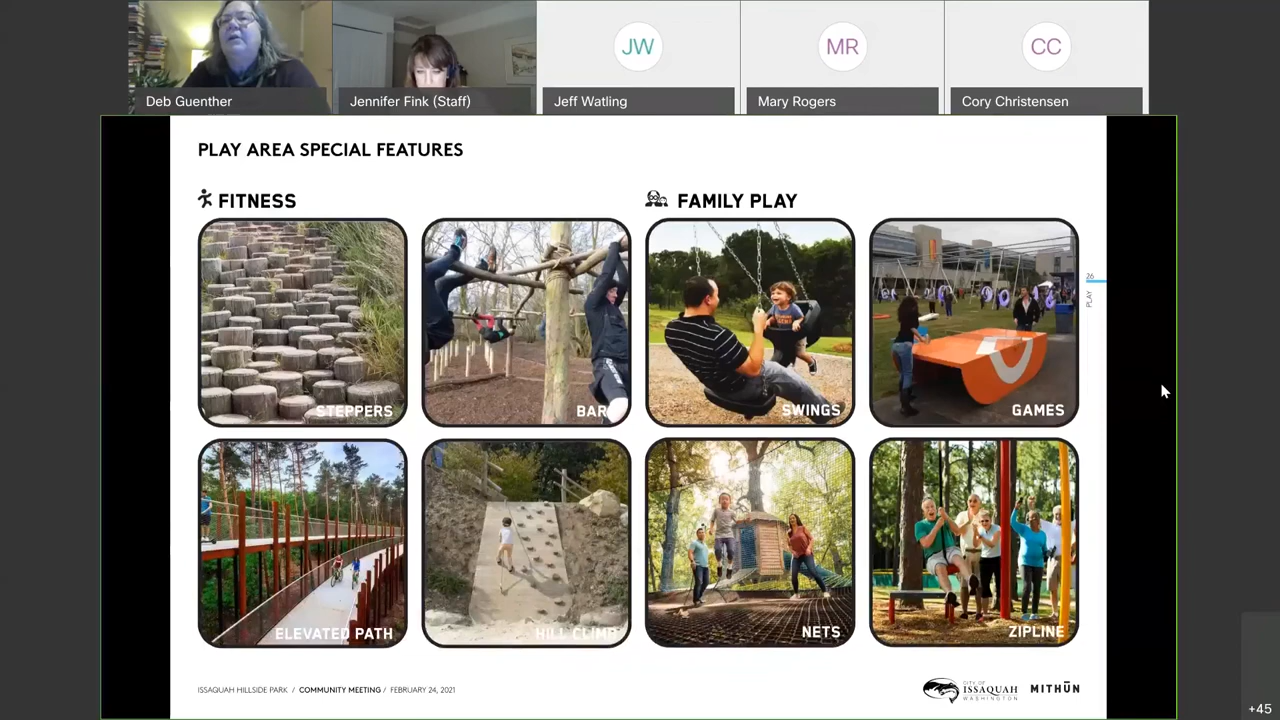 JW
MR
CC
Deb Guenther
Jennifer Fink (Staff)
Jeff Watling
Mary Rogers
Cory Christensen
PLAY AREA SPECIAL FEATURES
FITNESS
FAMILY PLAY
STEPPERS
BAR
SWINGS
GAMES
26
PLAY
ELEVATED PATH
HILL CLIMB
NETS
ZIPLINE
ISSAQUAH HILLSIDE PARK / COMMUNITY MEETING / FEBRUARY 24, 2021
CITY OF
ISSAQUAH
WASHINGTON
MITHŪN
+45